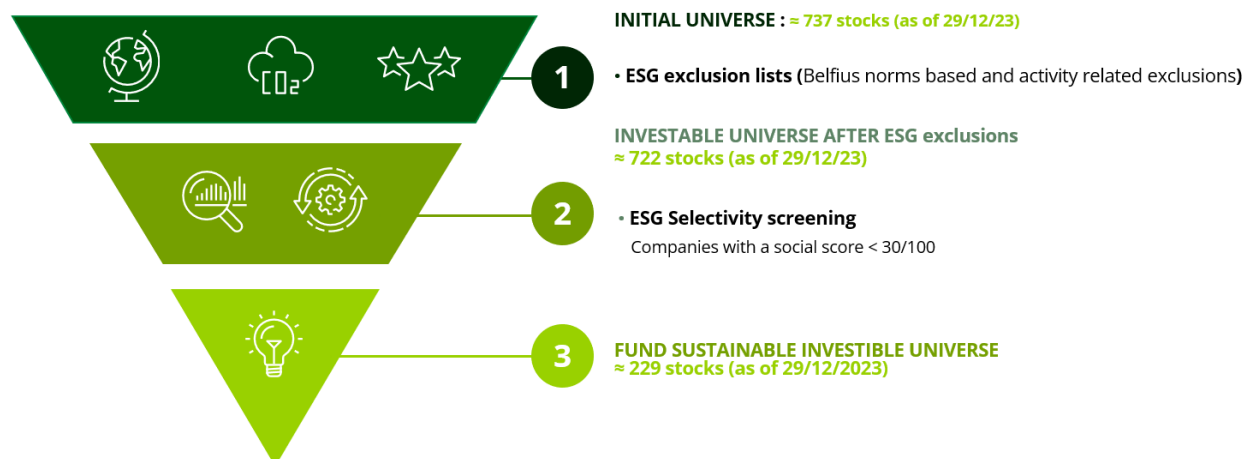 INITIAL UNIVERSE : ≈ 737 stocks (as of 29/12/23)
CO2
1
• ESG exclusion lists (Belfius norms based and activity related exclusions)
INVESTABLE UNIVERSE AFTER ESG exclusions
≈ 722 stocks (as of 29/12/23)
2
• ESG Selectivity screening
Companies with a social score < 30/100
3
FUND SUSTAINABLE INVESTIBLE UNIVERSE
≈ 229 stocks (as of 29/12/2023)